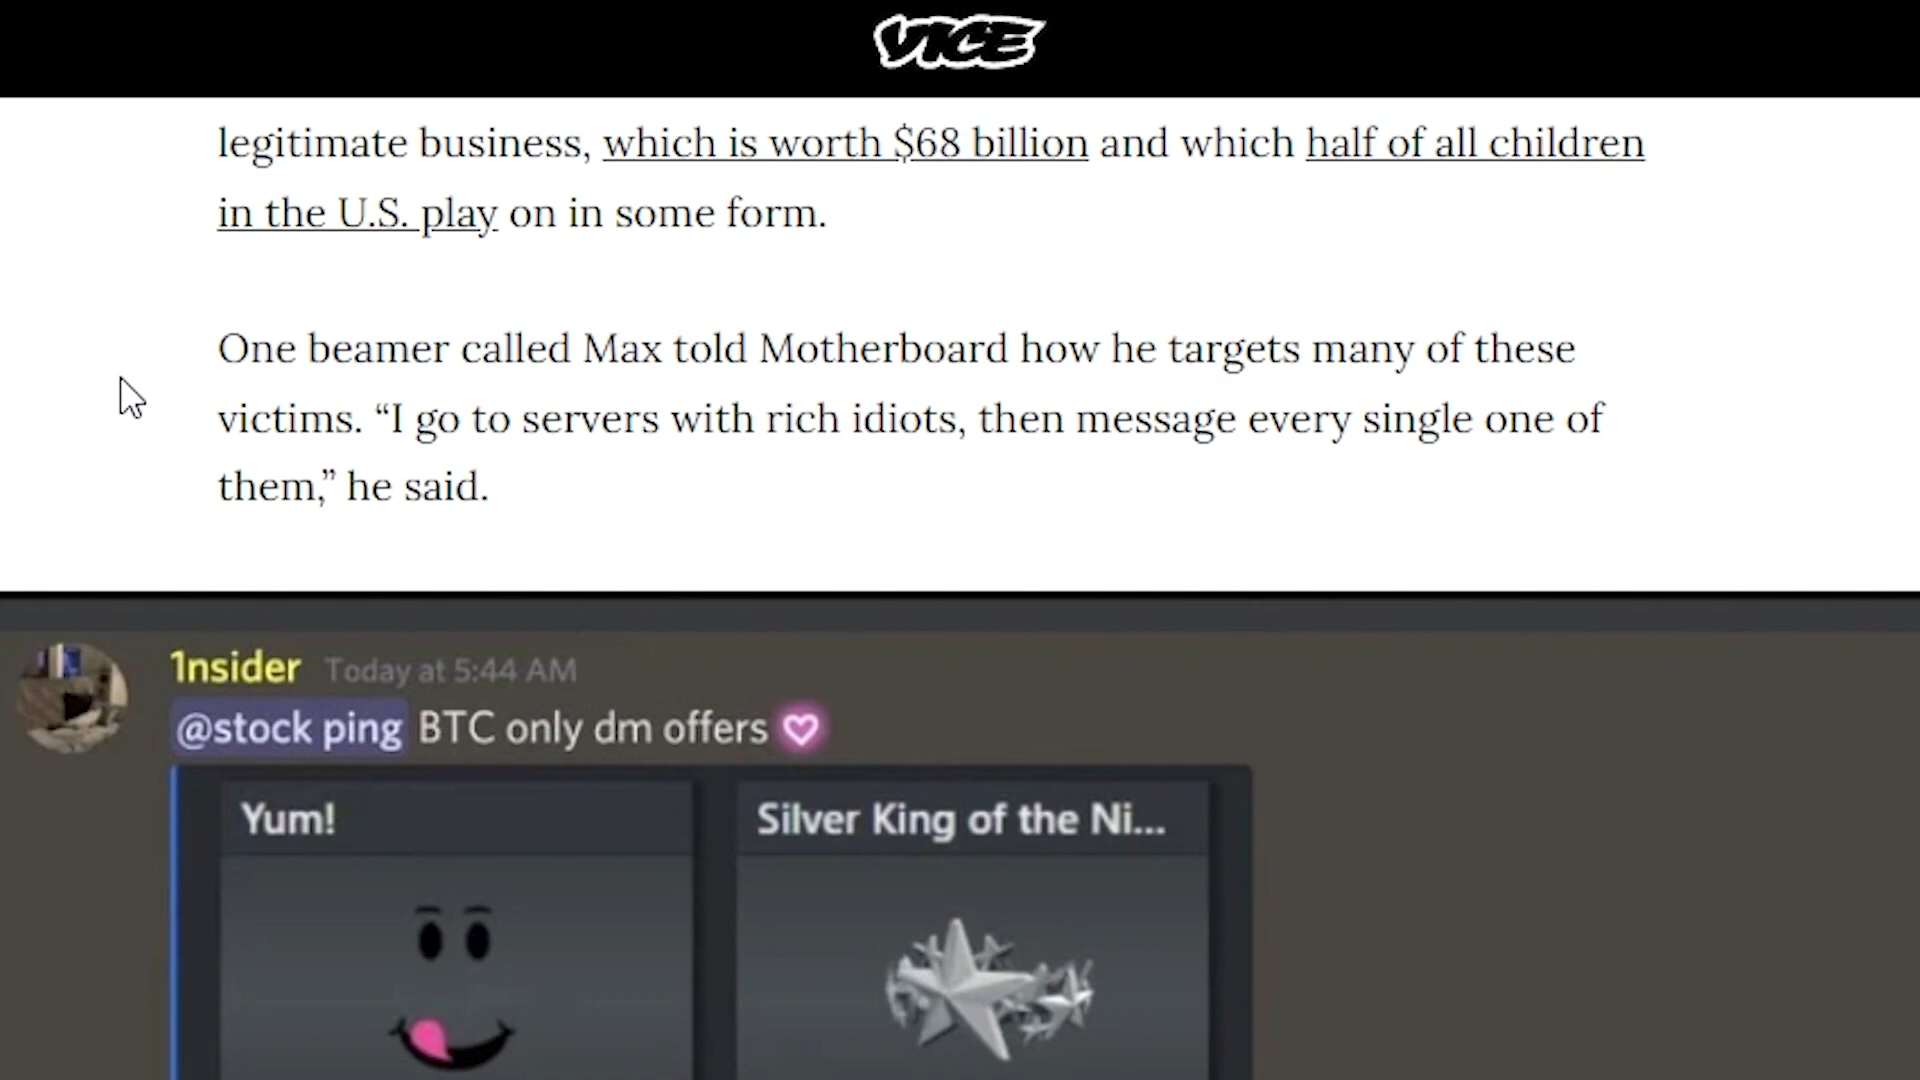 VICE
legitimate business, which is worth $68 billion and which half of all children
in the U.S. play on in some form.
One beamer called Max told Motherboard how he targets many of these
victims. “I go to servers with rich idiots, then message every single one of
them,” he said.
1nsider Today at 5:44 AM
@stock ping BTC only dm offers
Yum! Silver King of the Ni...